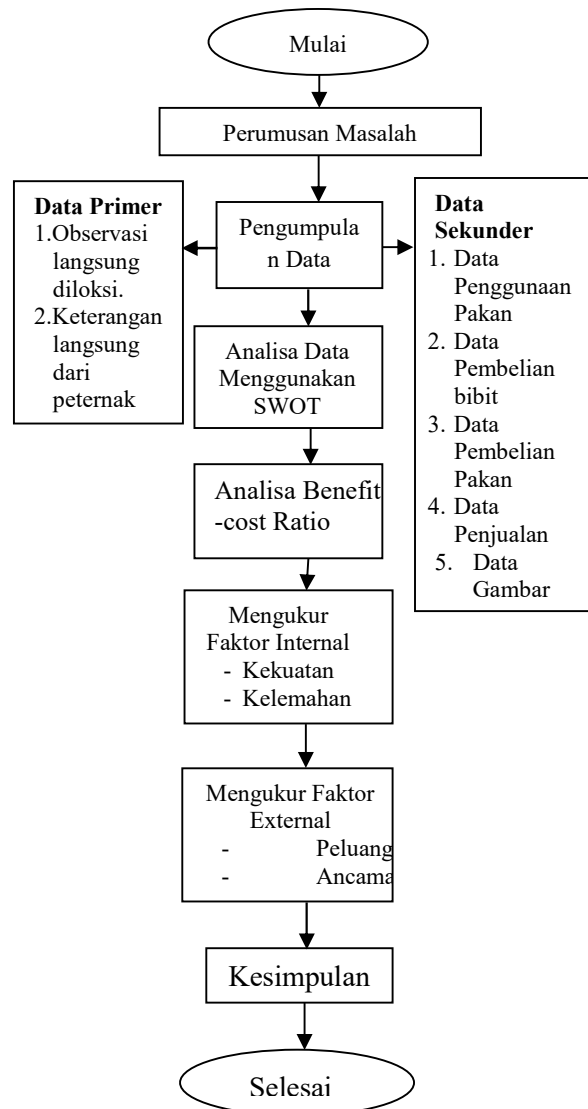 Mulai
Perumusan Masalah
Data Primer
1.Observasi
langsung
diloksi.
2.Keterangan
langsung
dari
peternak
Pengumpula
n Data
Data
Sekunder
1. Data
Penggunaan
Pakan
2. Data
Pembelian
bibit
3. Data
Pembelian
Pakan
4. Data
Penjualan
5. Data
Gambar
Analisa Data
Menggunakan
SWOT
Analisa Benefit
-cost Ratio
Mengukur
Faktor Internal
- Kekuatan
- Kelemahan
Mengukur Faktor
External
- Peluang
- Ancama
Kesimpulan
Selesai